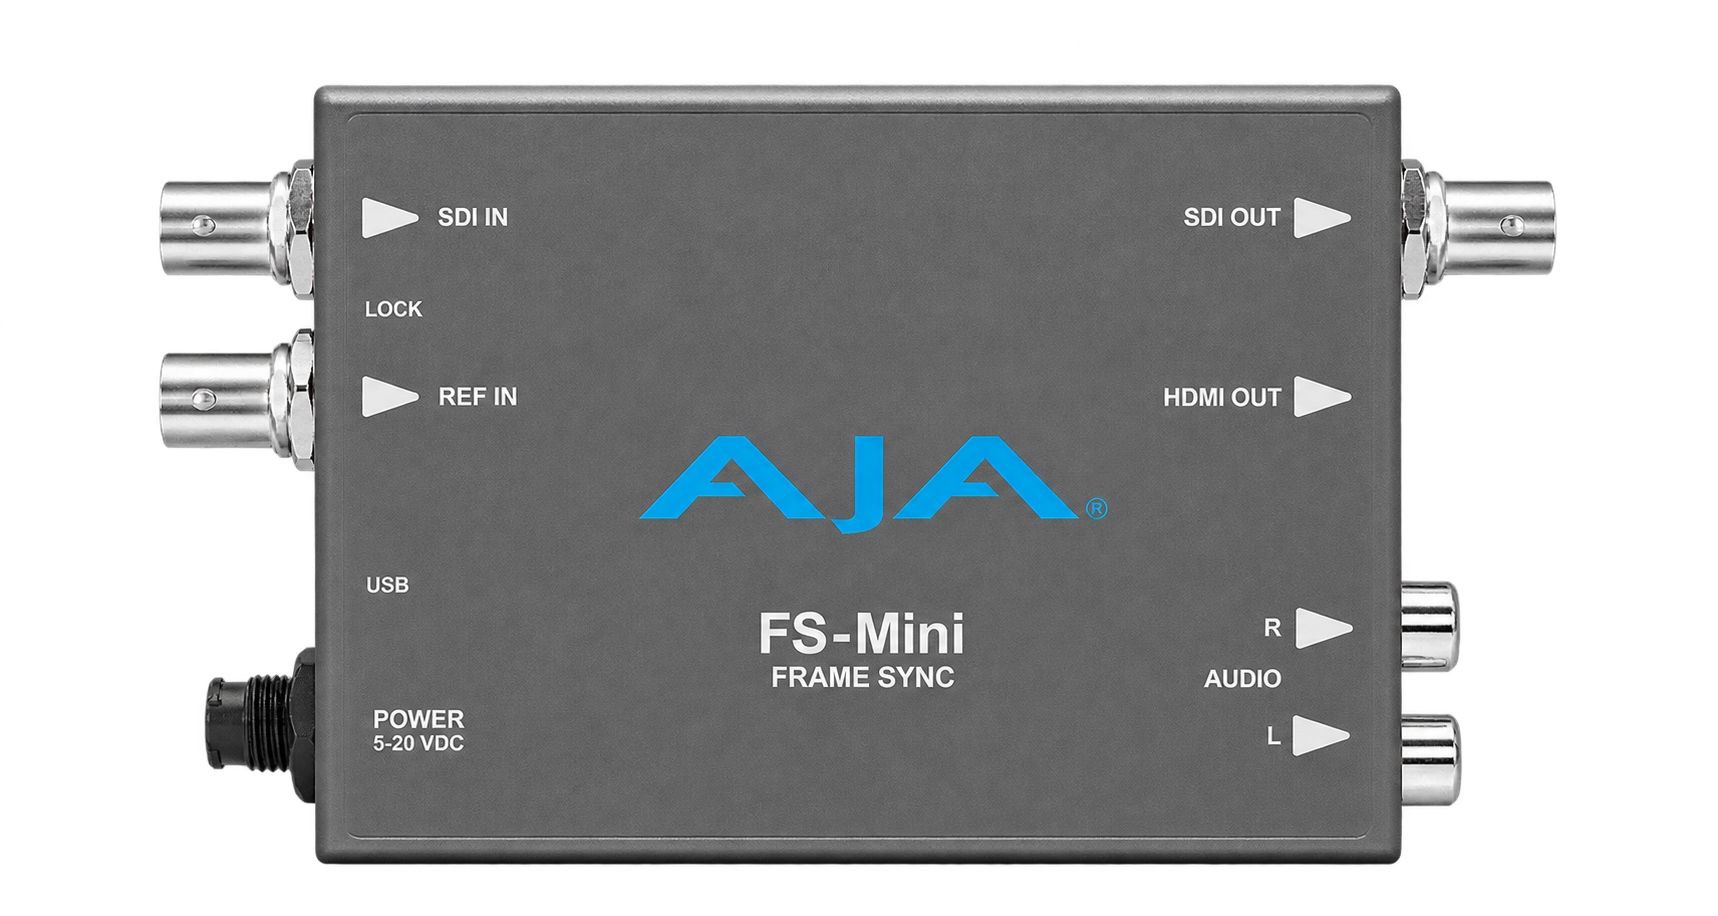 SDI IN
SDI OUT
LOCK
REF IN
HDMI OUT
AJA®
USB
FS-Mini
FRAME SYNC
R
AUDIO
L
POWER
5-20 VDC